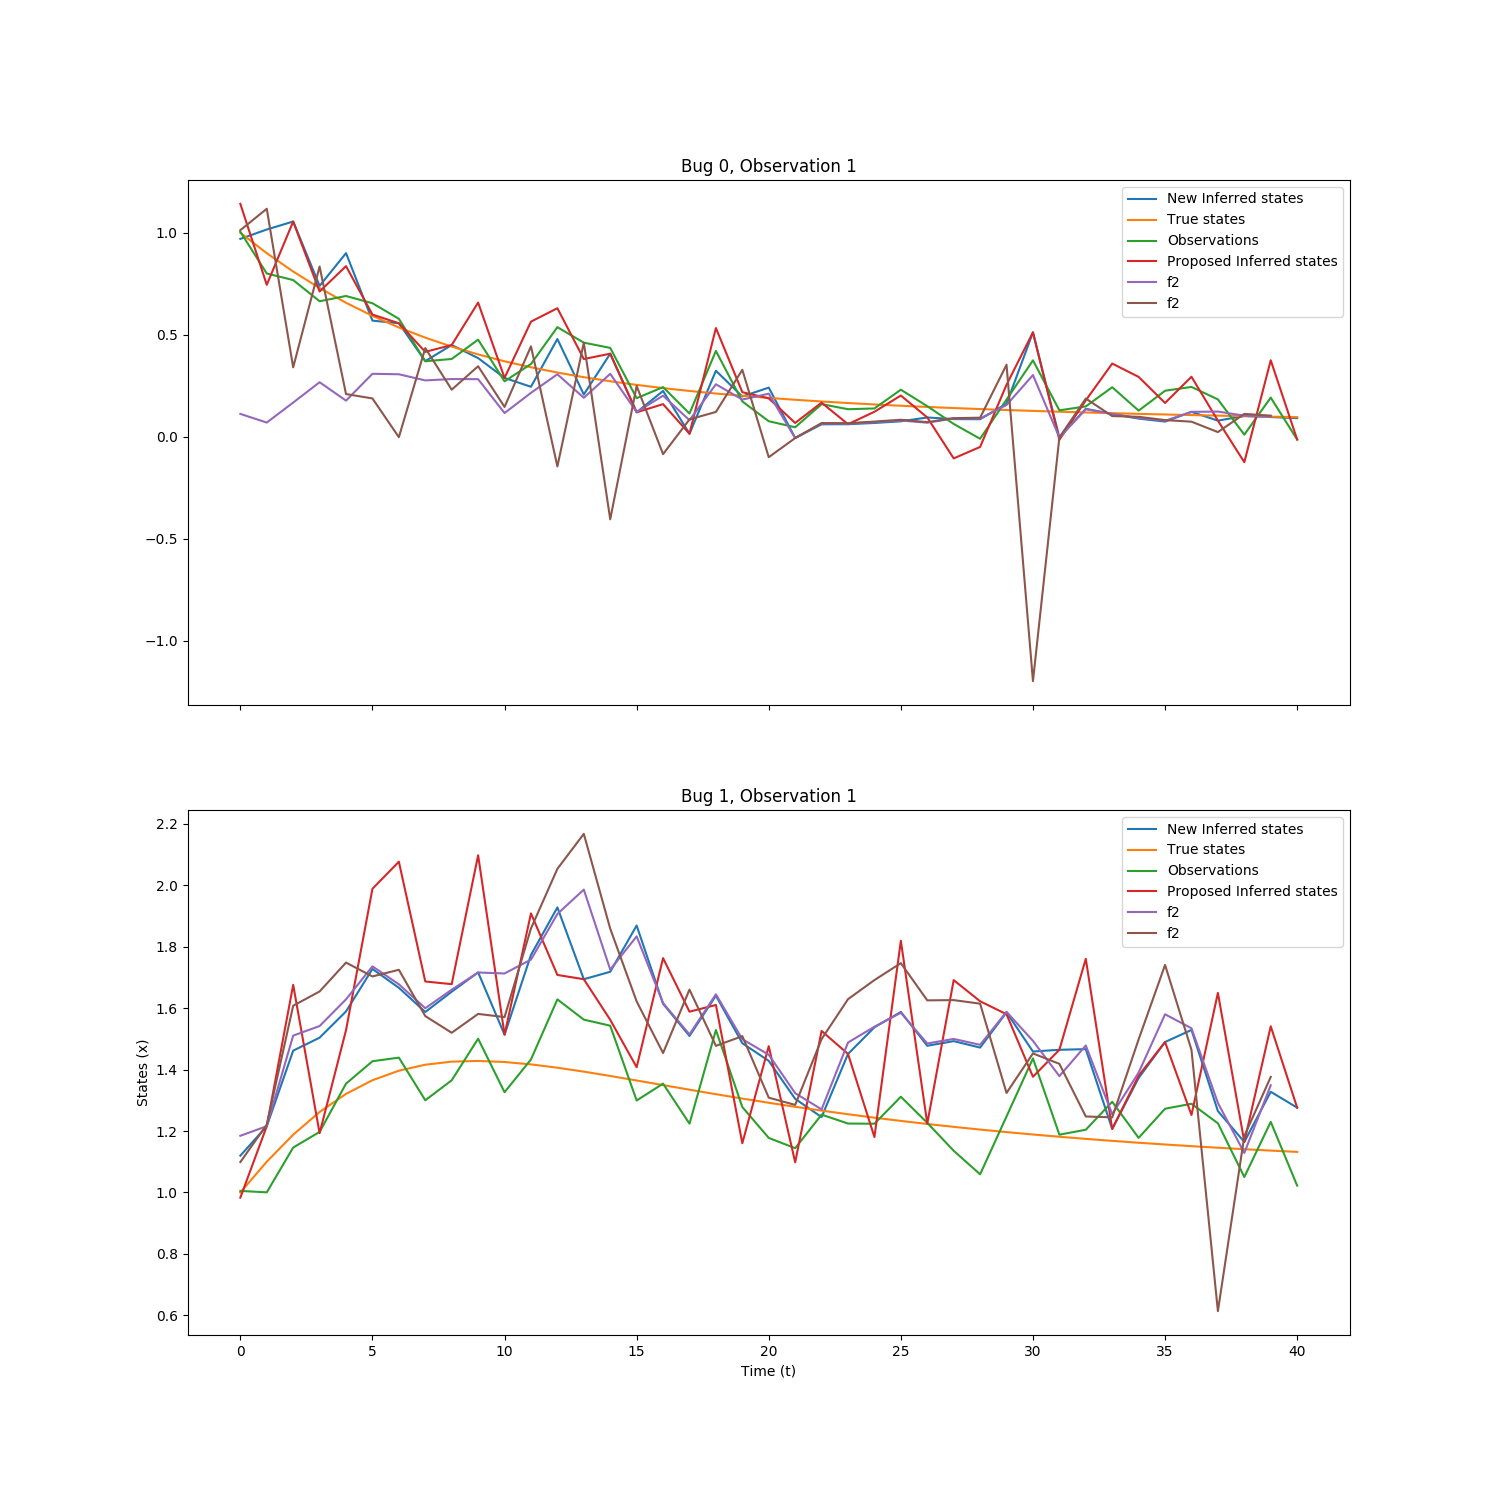 Bug 0, Observation 1
New Inferred states
True states
Observations
Proposed Inferred states
f2
f2
1.0
0.5
0.0
−0.5
−1.0
Bug 1, Observation 1
New Inferred states
True states
Observations
Proposed Inferred states
f2
f2
2.2
2.0
1.8
1.6
1.4
1.2
1.0
0.8
0.6
States (x)
0 5 10 15 20 25 30 35 40
Time (t)